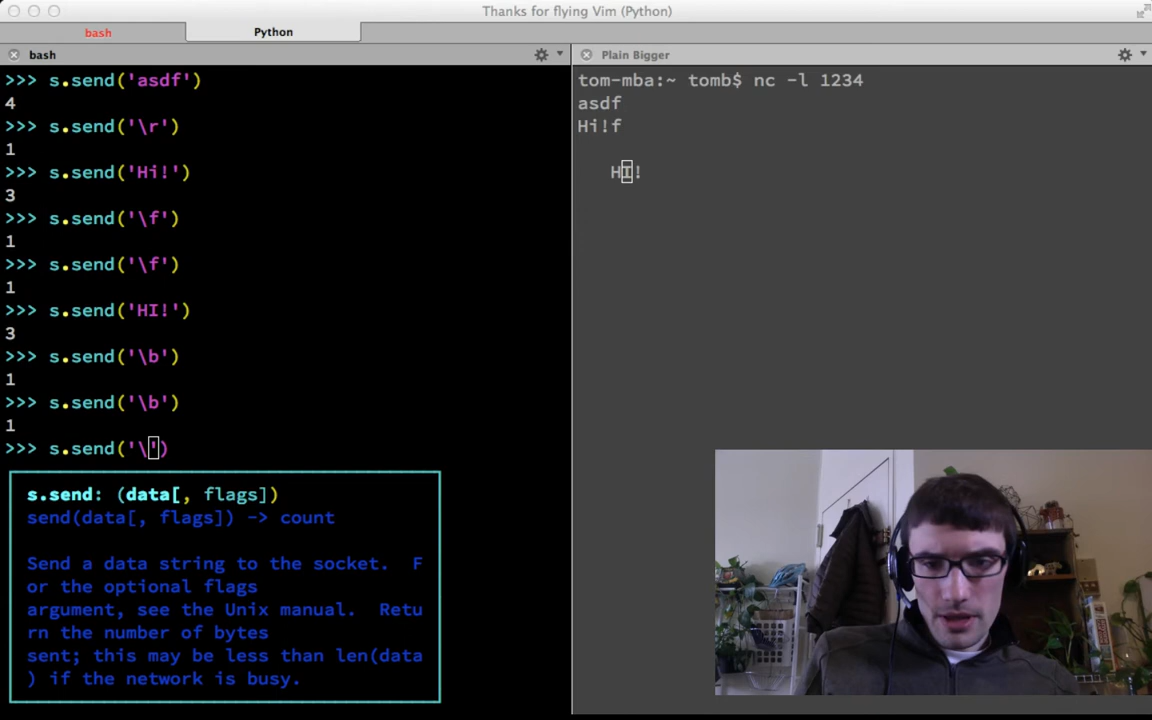 Thanks for flying Vim (Python)
bash
Python
bash
>>> s.send('asdf')
4
>>> s.send('\r')
1
>>> s.send('Hi!')
3
>>> s.send('\f')
1
>>> s.send('\f')
1
>>> s.send('HI!')
3
>>> s.send('\b')
1
>>> s.send('\b')
1
>>> s.send('\')
s.send: (data[, flags])
send(data[, flags]) -> count
Send a data string to the socket.  F
or the optional flags
argument, see the Unix manual.  Retu
rn the number of bytes
sent; this may be less than len(data
) if the network is busy.
Plain Bigger
tom-mba:~ tomb$ nc -l 1234
asdf
Hi!f
HI!